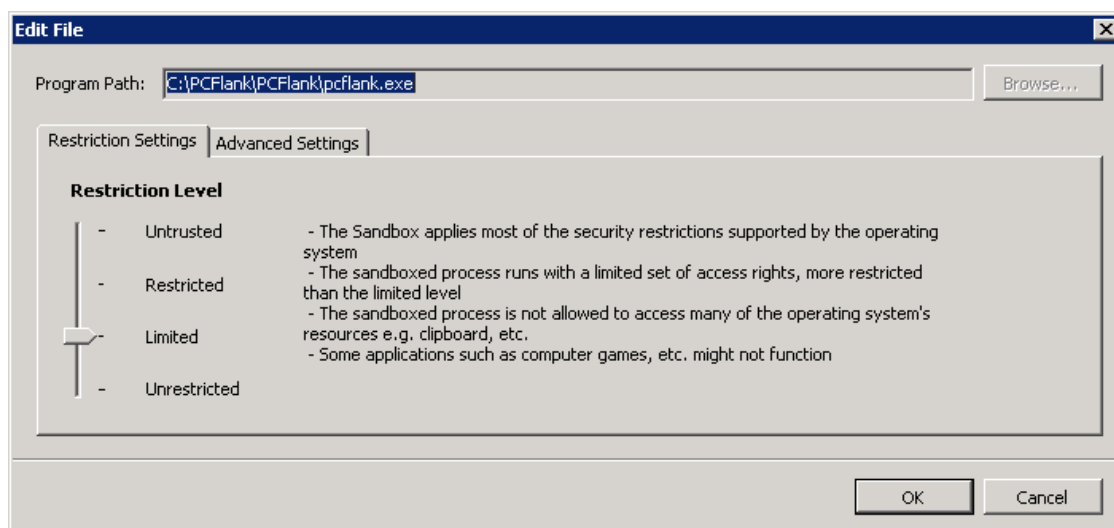 Edit File
Program Path: C:\PCFlank\PCFlank\pcflank.exe Browse...
Restriction Settings Advanced Settings
Restriction Level
- Untrusted
- Restricted
- Limited
- Unrestricted
- The Sandbox applies most of the security restrictions supported by the operating
system
- The sandboxed process runs with a limited set of access rights, more restricted
than the limited level
- The sandboxed process is not allowed to access many of the operating system's
resources e.g. clipboard, etc.
- Some applications such as computer games, etc. might not function
OK Cancel